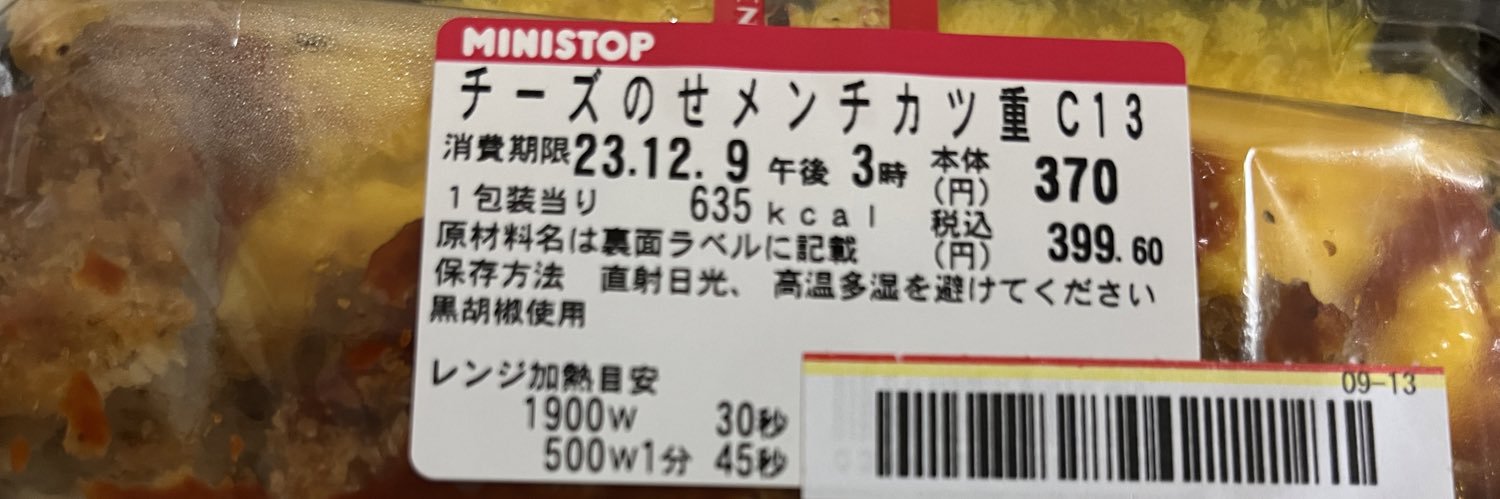 MINISTOP
チーズのせメンチカツ重 C13
消費期限 23.12. 9 午後 3時
本体(円) 370
1包装当り 635kcal
税込(円) 399.60
原材料名は裏面ラベルに記載
保存方法 直射日光、高温多湿を避けてください
黒胡椒使用
レンジ加熱目安
1900W 30秒
500W1分 45秒
09-13